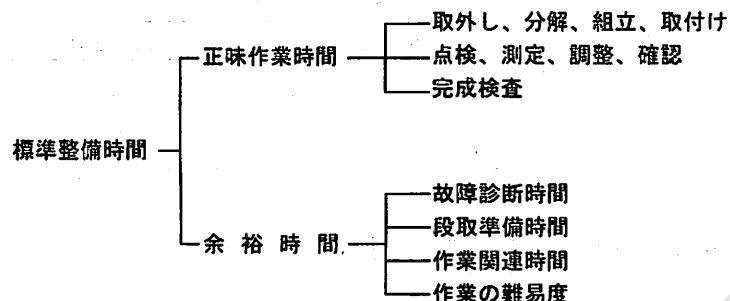 取外し、分解、組立、取付け
正味作業時間
点検、測定、調整、確認
完成検査
標準整備時間
故障診断時間
段取準備時間
余裕時間
作業関連時間
作業の難易度